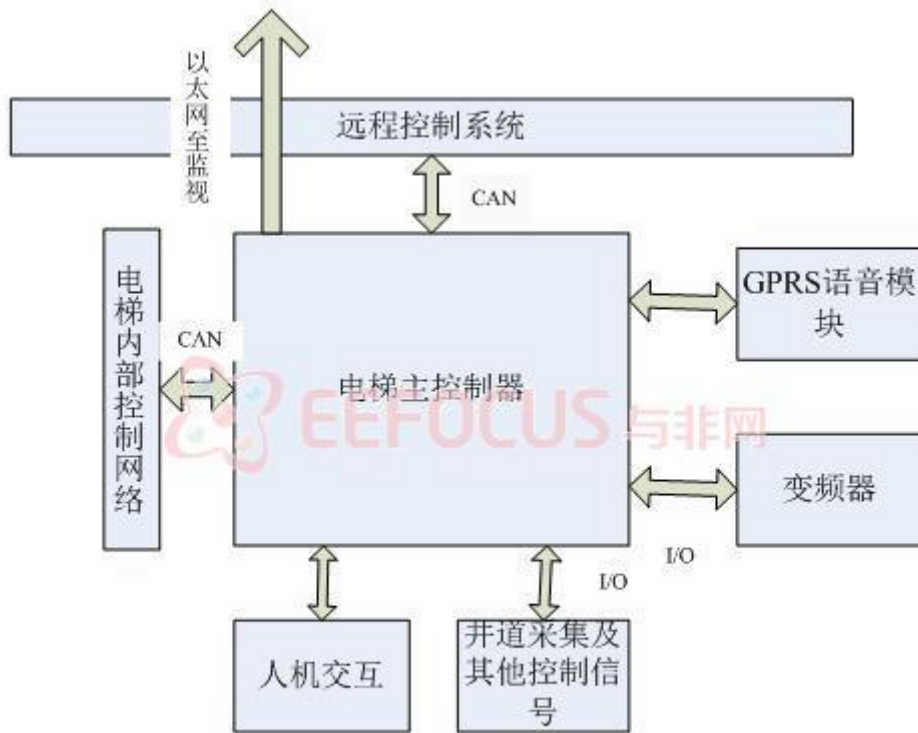 以太网至监视
远程控制系统
CAN
电梯内部控制网络
CAN
电梯主控制器
GPRS语音模
块
变频器
I/O
I/O
人机交互
井道采集及
其他控制信
号
EEFOCUS 与非网